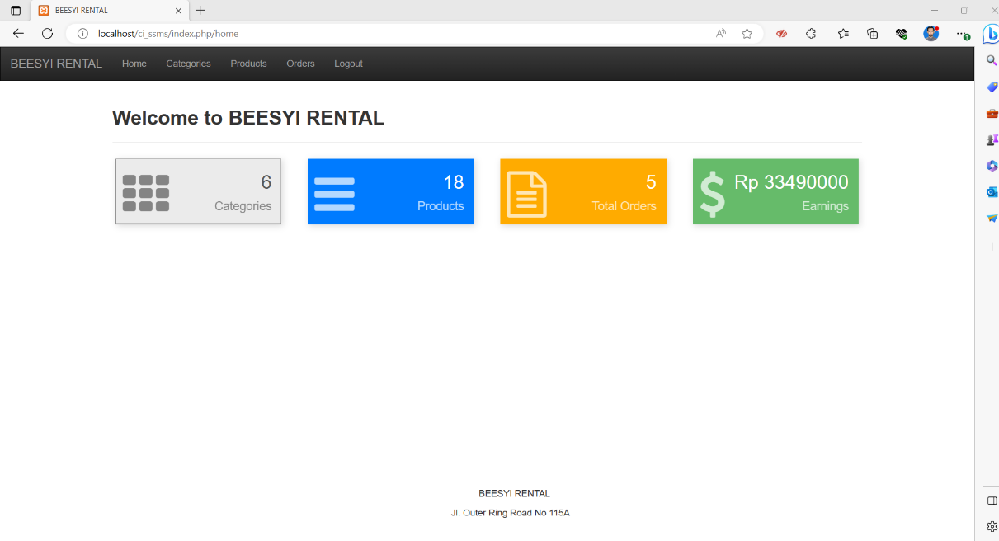 BEESYI RENTAL
localhost/ci_ssms/index.php/home
BEESYI RENTAL Home Categories Products Orders Logout
Welcome to BEESYI RENTAL
6
Categories
18
Products
5
Total Orders
Rp 33490000
Earnings
BEESYI RENTAL
Jl. Outer Ring Road No 115A